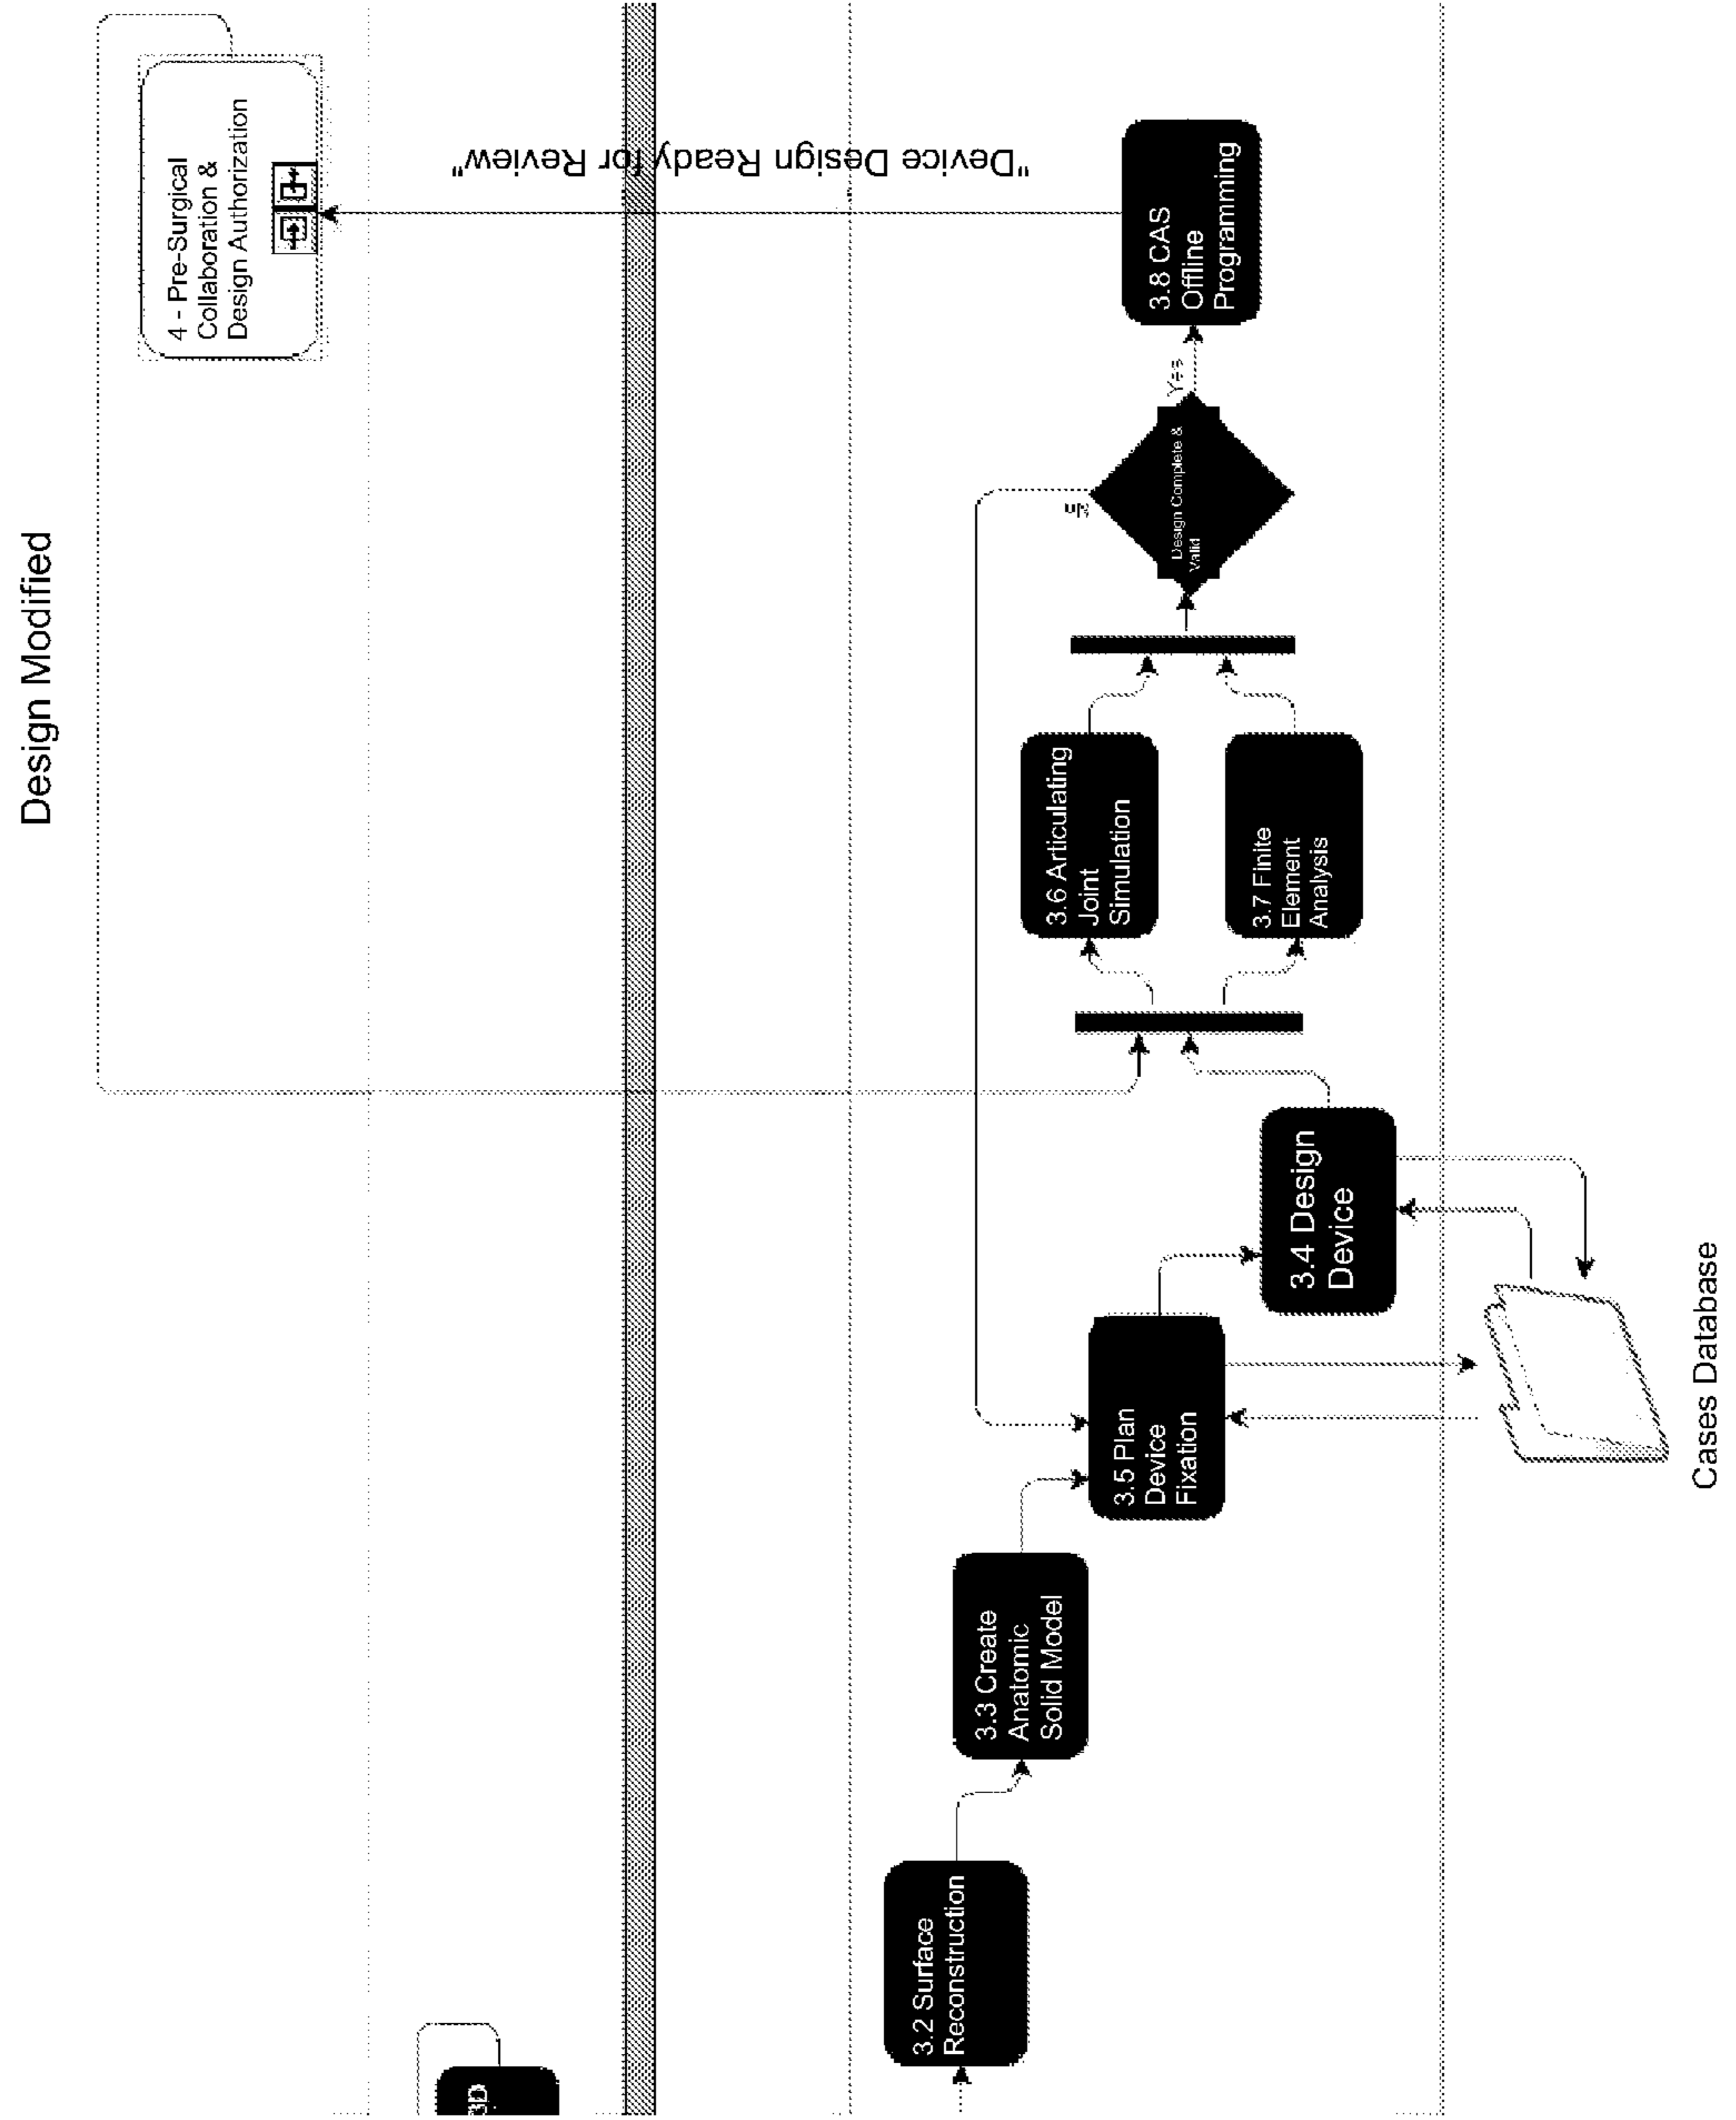 Design Modified
4 - Pre-Surgical
Collaboration &
Design Authorization
"Device Design Ready for Review"
3D
3.2 Surface
Reconstruction
3.3 Create
Anatomic
Solid Model
3.5 Plan
Device
Fixation
3.4 Design
Device
3.6 Articulating
Joint
Simulation
3.7 Finite
Element
Analysis
Design Complete &
Valid
No
Yes
3.8 CAS
Offline
Programming
Cases Database